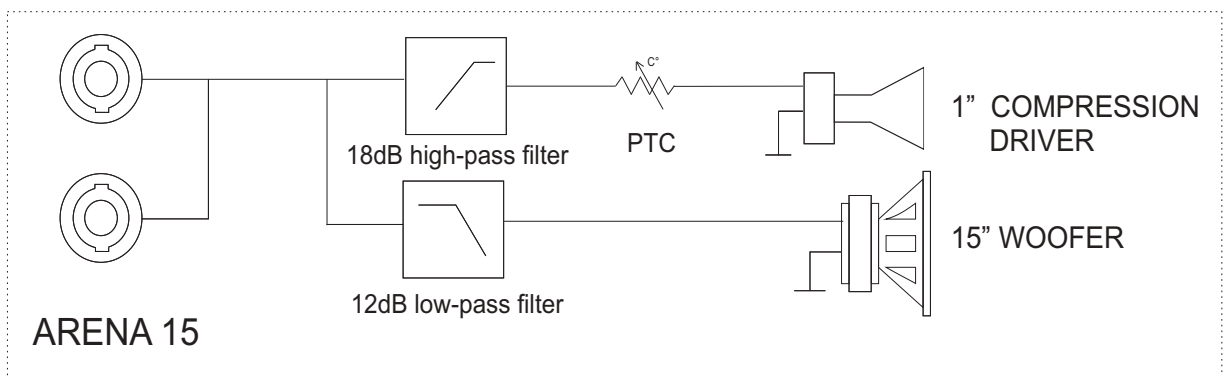 C°
18dB high-pass filter
PTC
1” COMPRESSION
DRIVER
12dB low-pass filter
15” WOOFER
ARENA 15